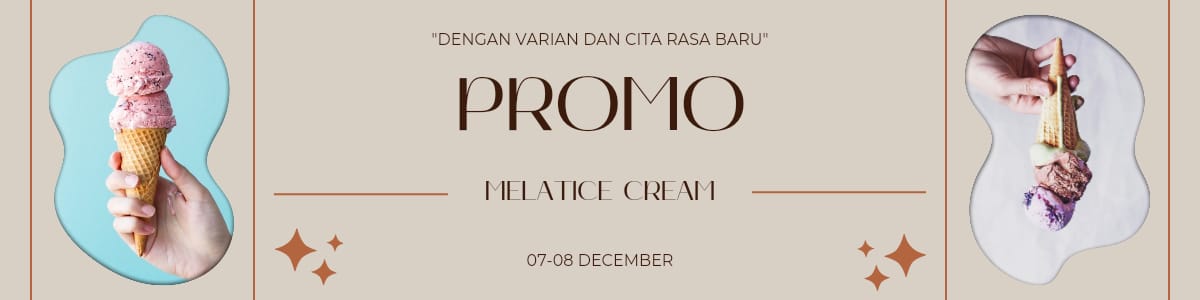 "DENGAN VARIAN DAN CITA RASA BARU"
PROMO
MELATICE CREAM
07-08 DECEMBER